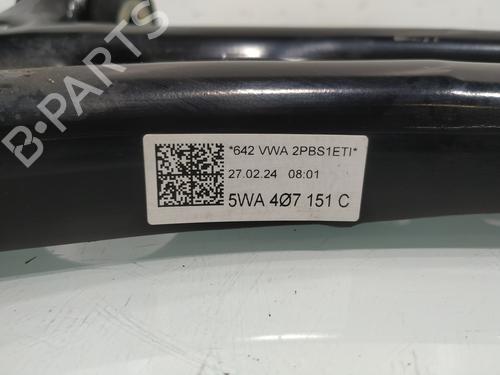 B-PARTS
*642 VWA 2PBS1ETI*
27.02.24 08:01
5WA 4Ø7 151 C